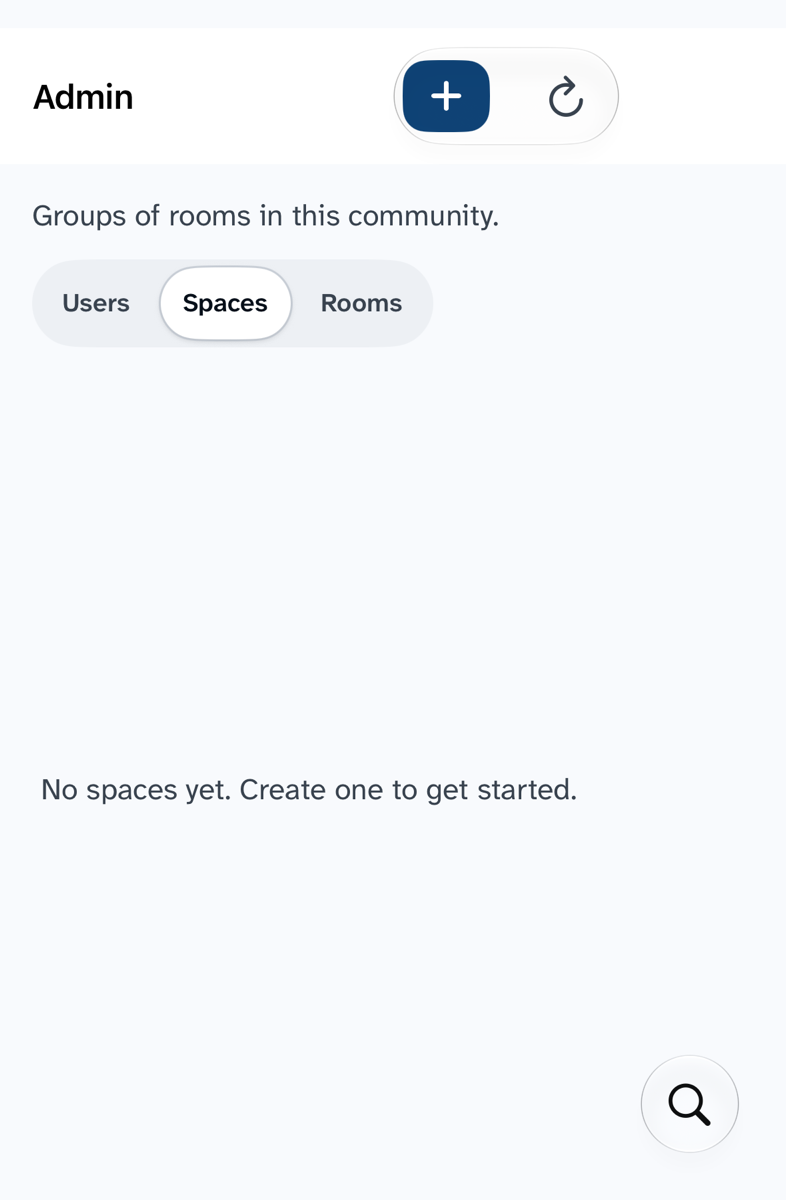 Admin
Groups of rooms in this community.
Users Spaces Rooms
No spaces yet. Create one to get started.